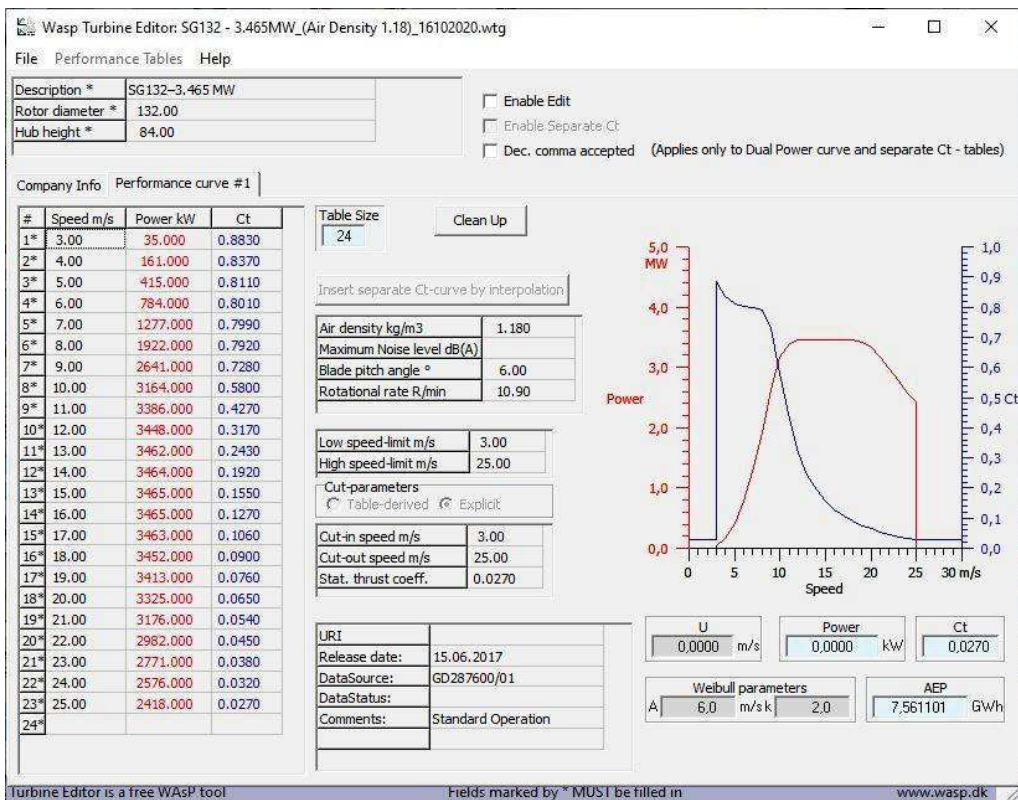 Wasp Turbine Editor: SG132 - 3.465MW_(Air Density 1.18)_16102020.wtg
File Performance Tables Help
Description * SG132–3.465 MW
Rotor diameter * 132.00
Hub height * 84.00
Enable Edit
Enable Separate Ct
Dec. comma accepted (Applies only to Dual Power curve and separate Ct - tables)
Company Info Performance curve #1
# Speed m/s Power kW Ct
1* 3.00 35.000 0.8830
2* 4.00 161.000 0.8370
3* 5.00 415.000 0.8110
4* 6.00 784.000 0.8010
5* 7.00 1277.000 0.7990
6* 8.00 1922.000 0.7920
7* 9.00 2641.000 0.7280
8* 10.00 3164.000 0.5800
9* 11.00 3386.000 0.4270
10* 12.00 3448.000 0.3170
11* 13.00 3462.000 0.2430
12* 14.00 3464.000 0.1920
13* 15.00 3465.000 0.1550
14* 16.00 3465.000 0.1270
15* 17.00 3463.000 0.1060
16* 18.00 3452.000 0.0900
17* 19.00 3413.000 0.0760
18* 20.00 3325.000 0.0650
19* 21.00 3176.000 0.0540
20* 22.00 2982.000 0.0450
21* 23.00 2771.000 0.0380
22* 24.00 2576.000 0.0320
23* 25.00 2418.000 0.0270
24*
Table Size
24
Clean Up
Insert separate Ct-curve by interpolation
Air density kg/m3 1.180
Maximum Noise level dB(A)
Blade pitch angle ° 6.00
Rotational rate R/min 10.90
Low speed-limit m/s 3.00
High speed-limit m/s 25.00
Cut-parameters
Table-derived Explicit
Cut-in speed m/s 3.00
Cut-out speed m/s 25.00
Stat. thrust coeff. 0.0270
URI
Release date: 15.06.2017
DataSource: GD287600/01
DataStatus:
Comments: Standard Operation
5,0
MW
4,0
3,0
Power
2,0
1,0
0,0
1,0
0,9
0,8
0,7
0,6
0,5 Ct
0,4
0,3
0,2
0,1
0,0
0 5 10 15 20 25 30 m/s
Speed
U
0,0000 m/s
Power
0,0000 kW
Ct
0,0270
Weibull parameters
A 6,0 m/s k 2,0
AEP
7,561101 GWh
Turbine Editor is a free WAsP tool Fields marked by * MUST be filled in www.wasp.dk